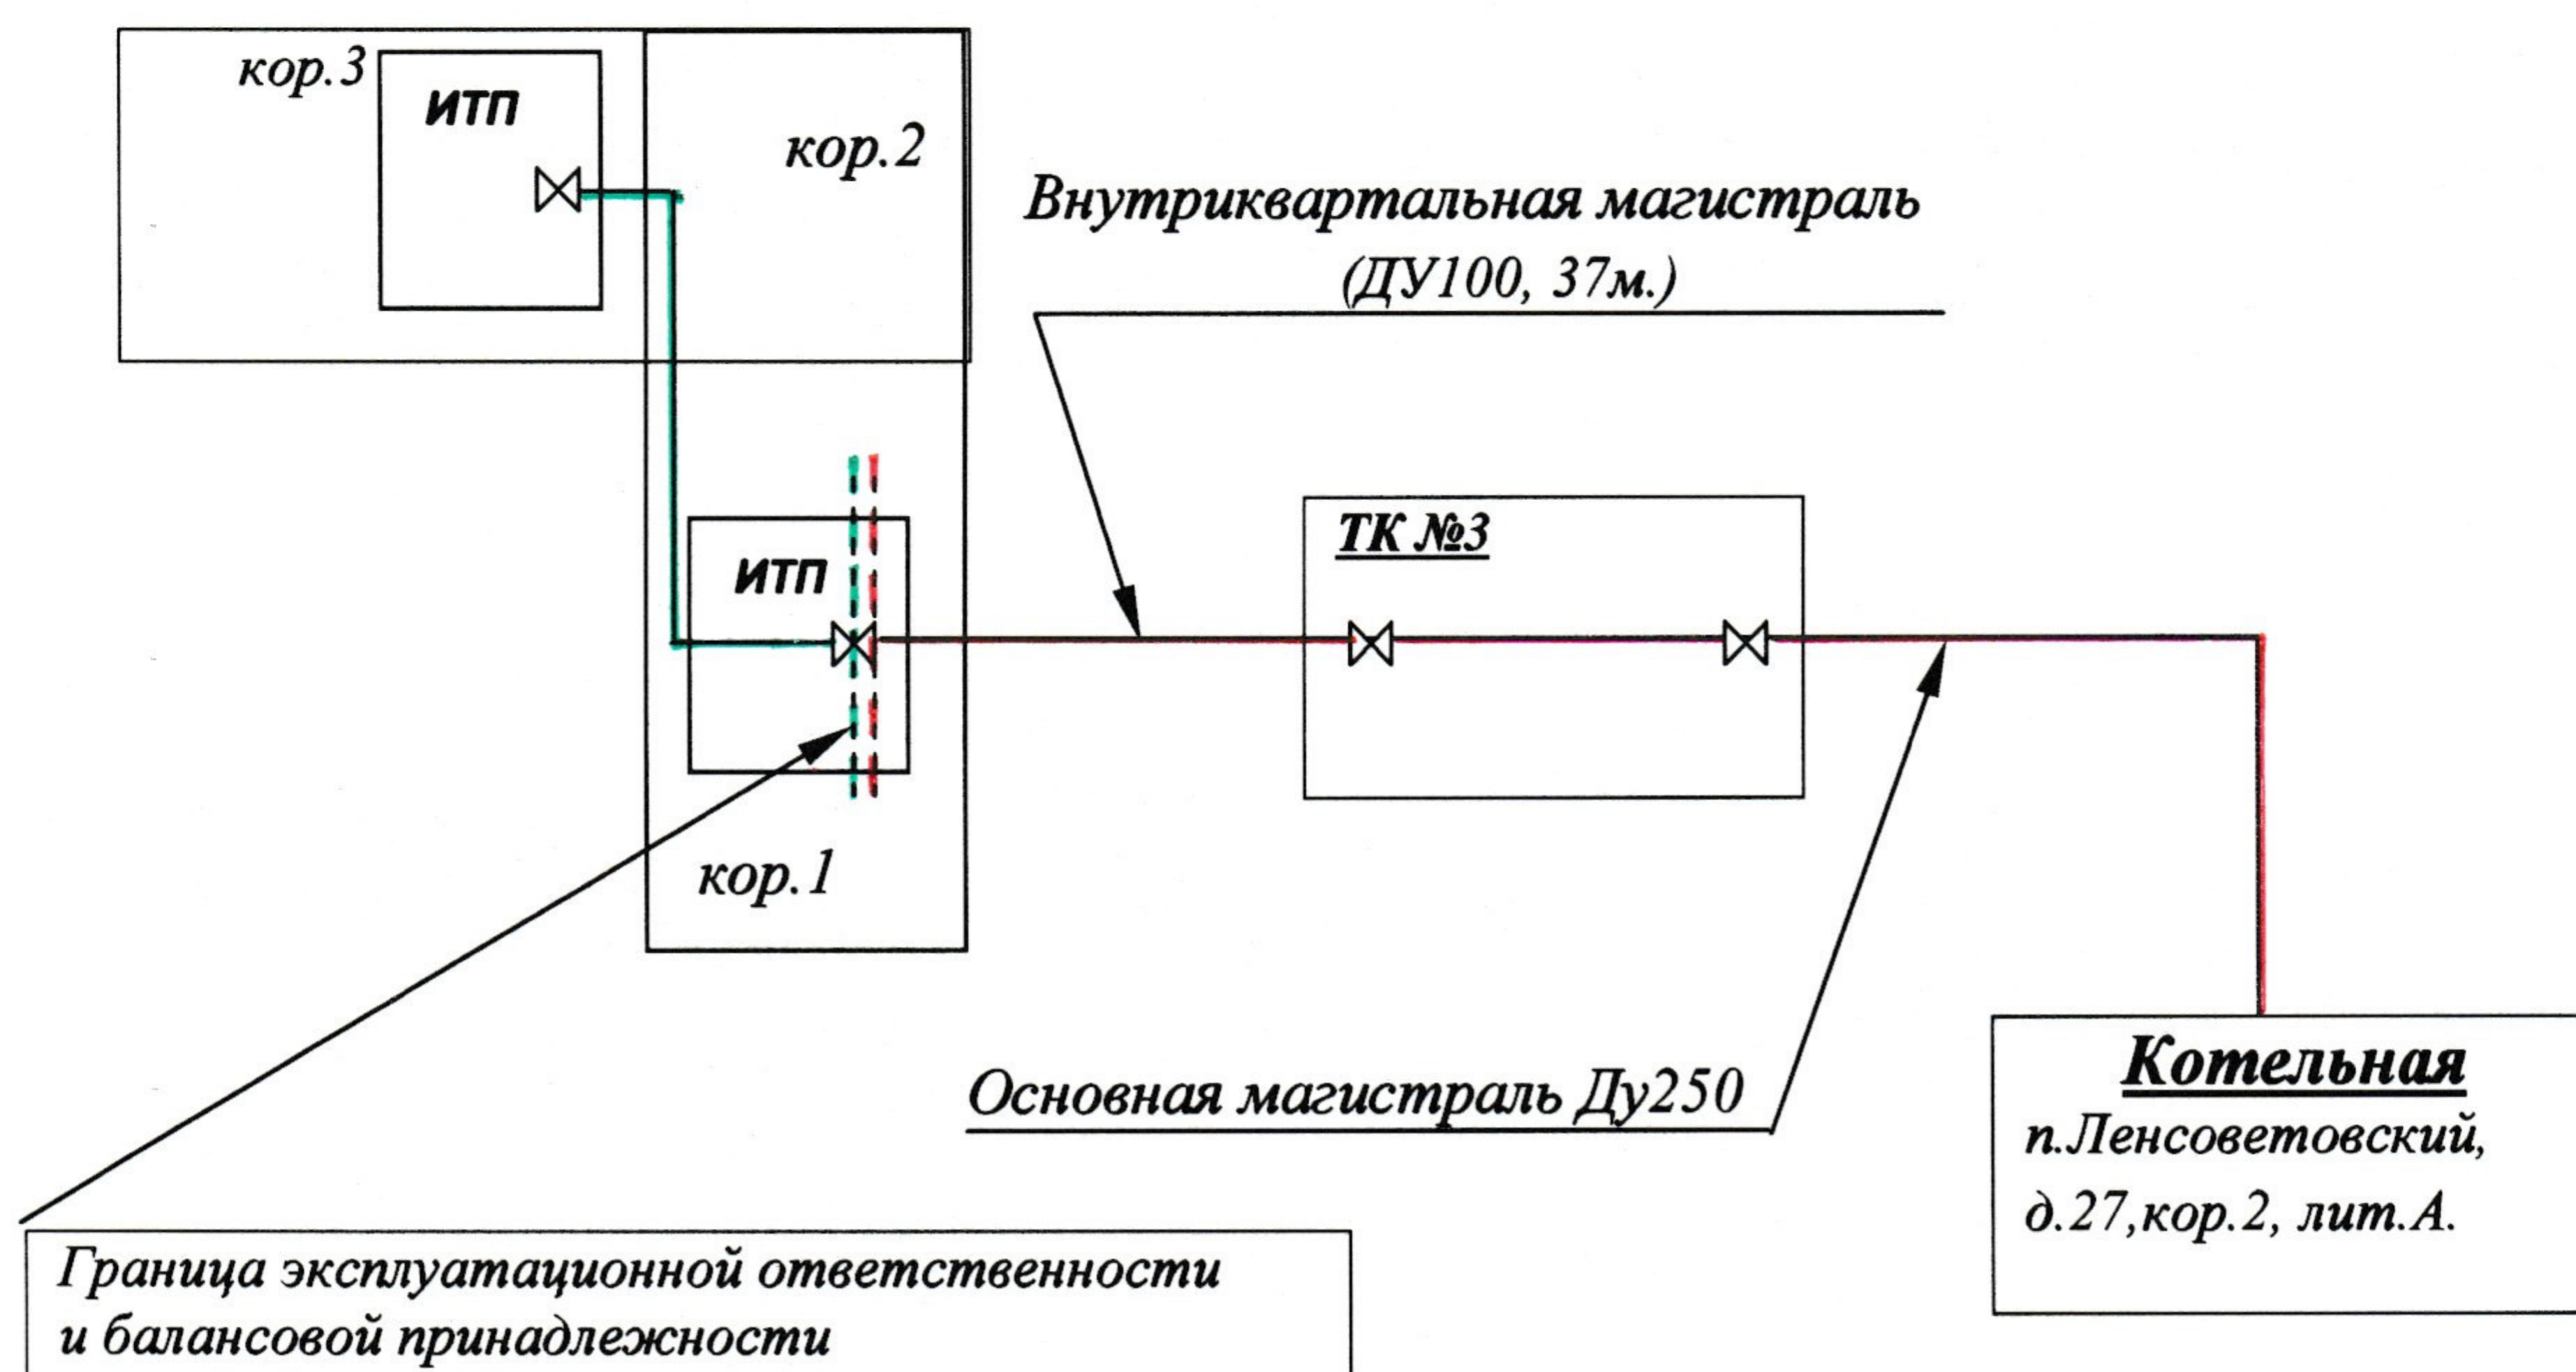 кор.3
ИТП
кор.2
Внутриквартальная магистраль
(ДУ100, 37м.)
ТК №3
ИТП
кор.1
Основная магистраль Ду250
Котельная
п.Ленсоветовский,
д.27,кор.2, лит.А.
Граница эксплуатационной ответственности
и балансовой принадлежности